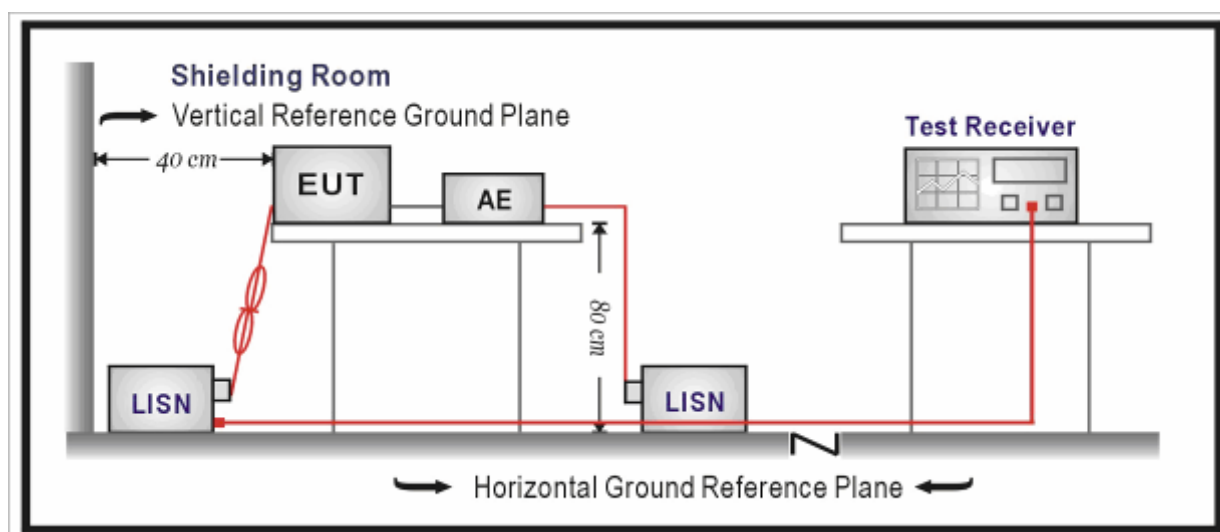 Shielding Room
Vertical Reference Ground Plane
Test Receiver
40 cm
EUT
AE
80 cm
LISN
LISN
Horizontal Ground Reference Plane